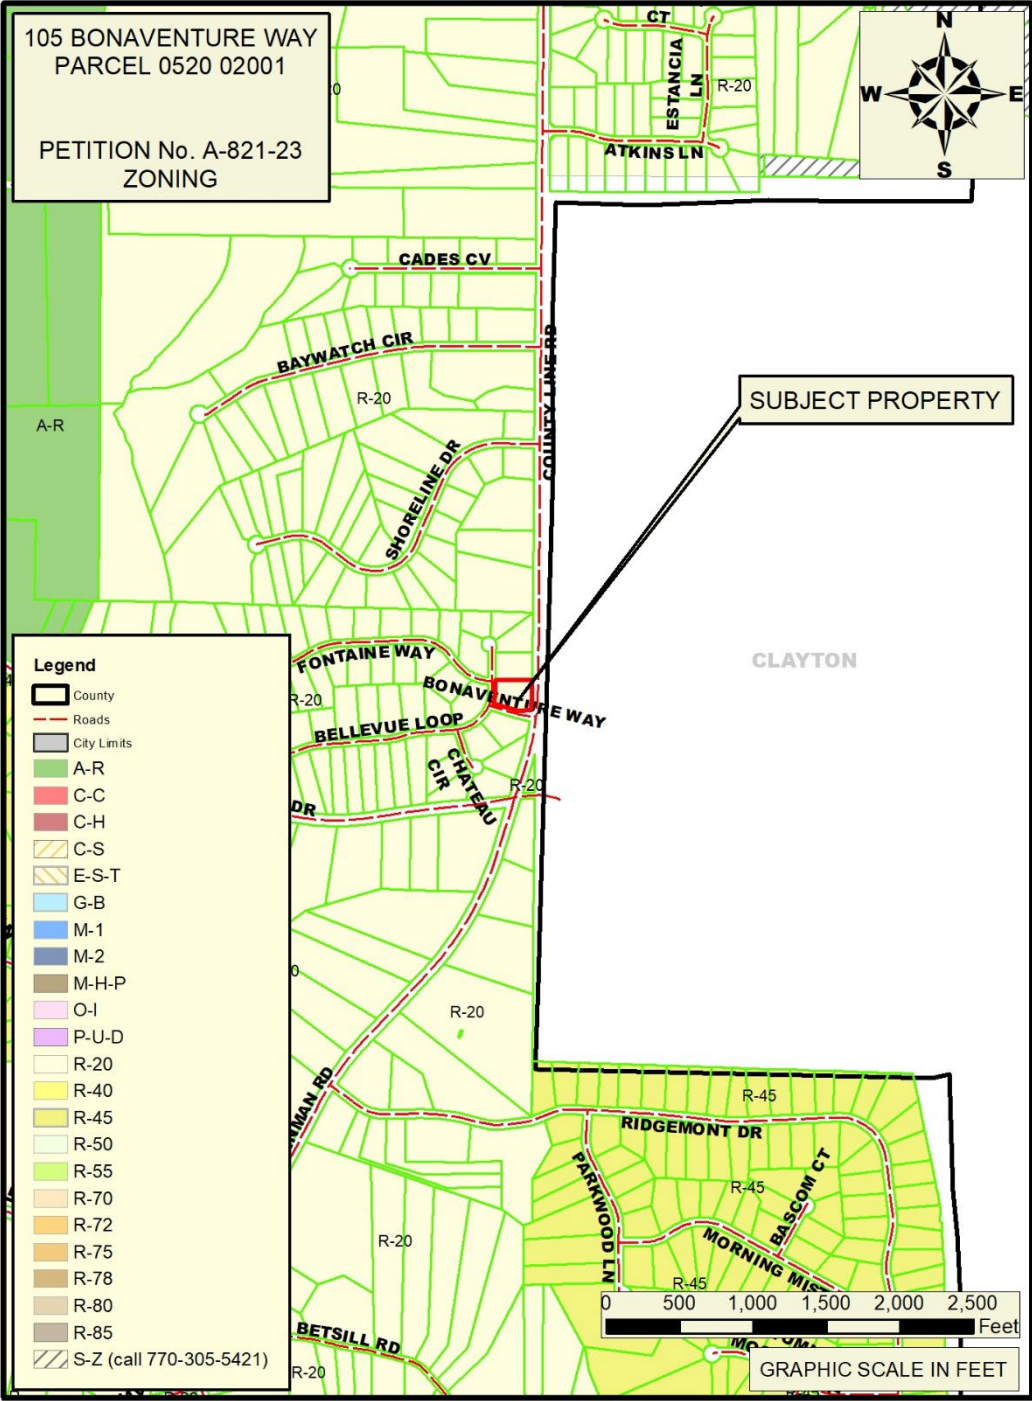 105 BONAVENTURE WAY
PARCEL 0520 02001
PETITION No. A-821-23
ZONING
N
W
E
S
CT
ESTANCIA
LN
R-20
ATKINS LN
CADES CV
BAYWATCH CIR
R-20
COUNTY LINE RD
SUBJECT PROPERTY
A-R
SHORELINE DR
CLAYTON
FONTAINE WAY
BONAVENTURE WAY
R-20
BELLEVUE LOOP
CHATEAU
CIR
R-20
DR
R-20
R-45
RIDGEMONT DR
PARKWOOD LN
R-45
BASCOM CT
R-20
MORNING MIST
R-45
BETSILL RD
R-20
Legend
County
Roads
City Limits
A-R
C-C
C-H
C-S
E-S-T
G-B
M-1
M-2
M-H-P
O-I
P-U-D
R-20
R-40
R-45
R-50
R-55
R-70
R-72
R-75
R-78
R-80
R-85
S-Z (call 770-305-5421)
0 500 1,000 1,500 2,000 2,500
Feet
GRAPHIC SCALE IN FEET